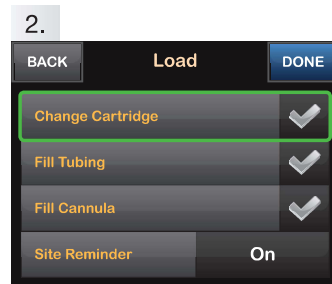 2.
BACK Load DONE
Change Cartridge
Fill Tubing
Fill Cannula
Site Reminder On